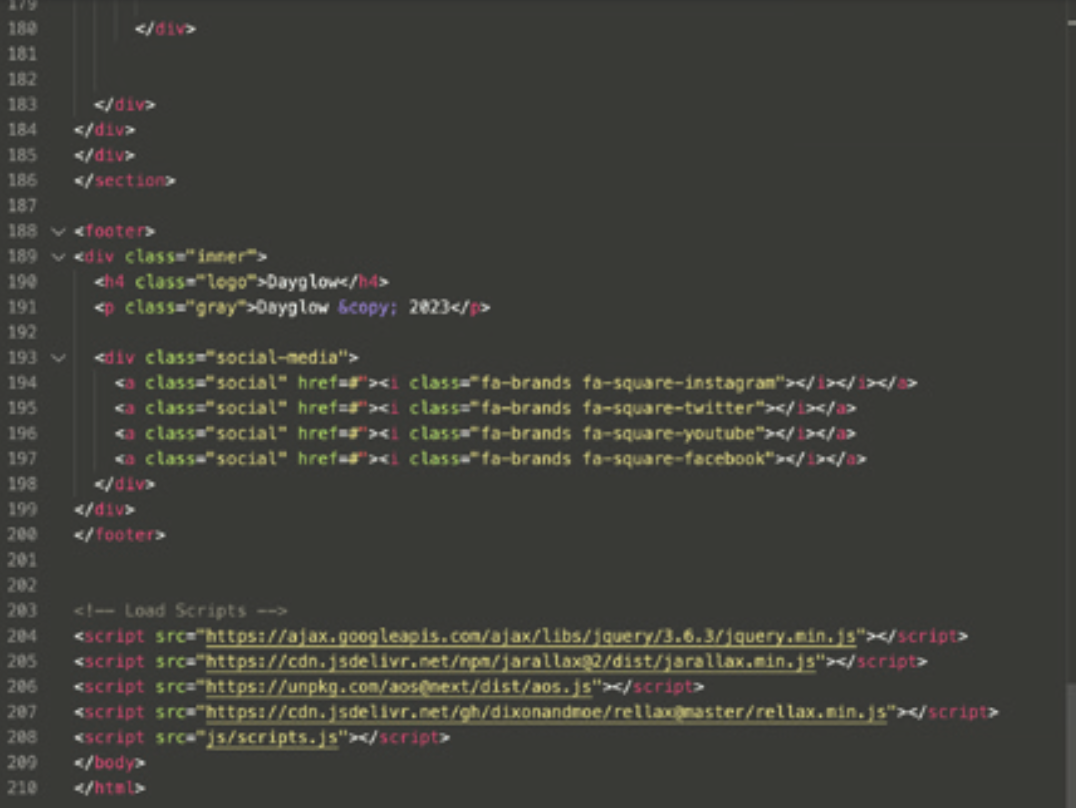 179
180 </div>
181
182
183 </div>
184 </div>
185 </div>
186 </section>
187
188 <footer>
189 <div class="inner">
190 <h4 class="logo">Dayglow</h4>
191 <p class="gray">Dayglow &copy; 2023</p>
192
193 <div class="social-media">
194 <a class="social" href=#"><i class="fa-brands fa-square-instagram"></i></i></a>
195 <a class="social" href=#"><i class="fa-brands fa-square-twitter"></i></a>
196 <a class="social" href=#"><i class="fa-brands fa-square-youtube"></i></a>
197 <a class="social" href=#"><i class="fa-brands fa-square-facebook"></i></a>
198 </div>
199 </div>
200 </footer>
201
202
203 <!-- Load Scripts -->
204 <script src="https://ajax.googleapis.com/ajax/libs/jquery/3.6.3/jquery.min.js"></script>
205 <script src="https://cdn.jsdelivr.net/npm/jarallax@2/dist/jarallax.min.js"></script>
206 <script src="https://unpkg.com/aos@next/dist/aos.js"></script>
207 <script src="https://cdn.jsdelivr.net/gh/dixonandmoe/rellax@master/rellax.min.js"></script>
208 <script src="js/scripts.js"></script>
209 </body>
210 </html>